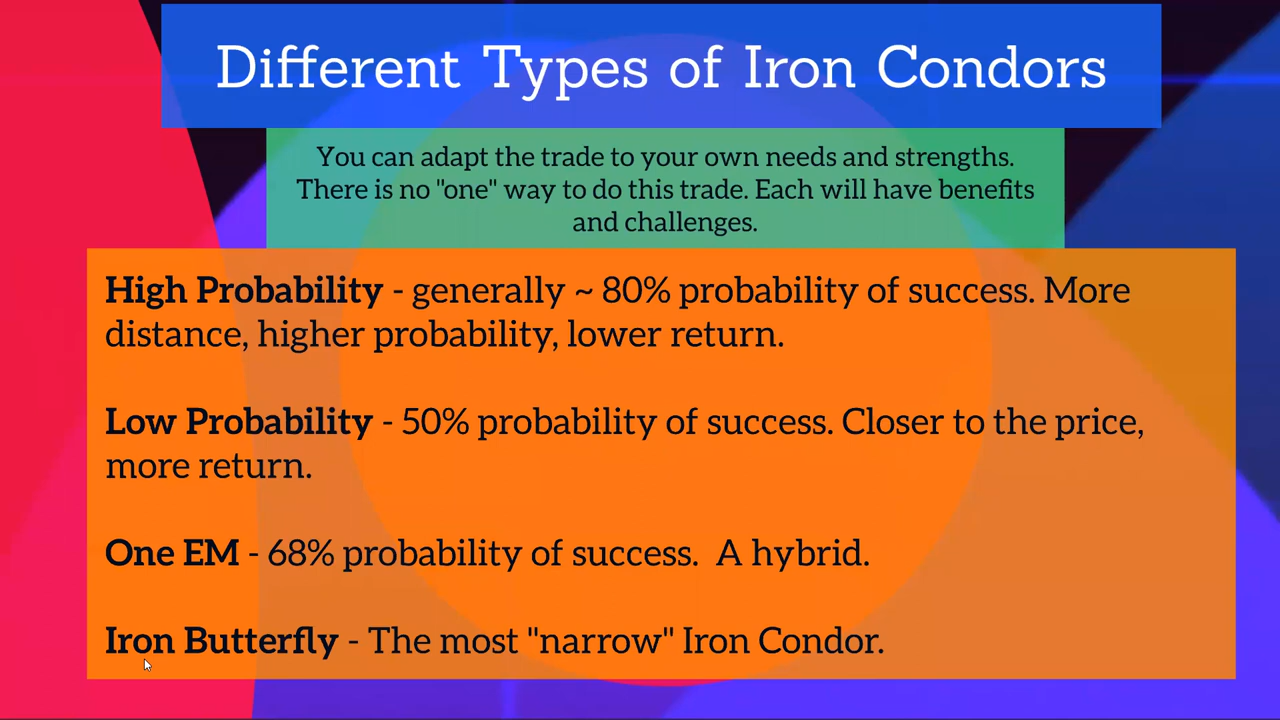 Different Types of Iron Condors
You can adapt the trade to your own needs and strengths.
There is no "one" way to do this trade. Each will have benefits
and challenges.
High Probability - generally ~ 80% probability of success. More
distance, higher probability, lower return.
Low Probability - 50% probability of success. Closer to the price,
more return.
One EM - 68% probability of success.  A hybrid.
Iron Butterfly - The most "narrow" Iron Condor.